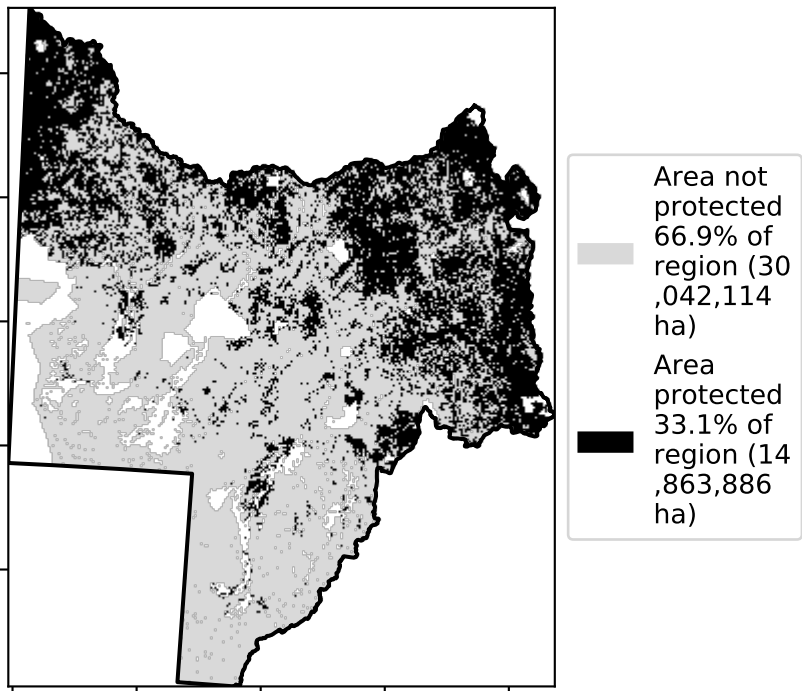 Area not
protected
66.9% of
region (30
,042,114
ha)
Area
protected
33.1% of
region (14
,863,886
ha)